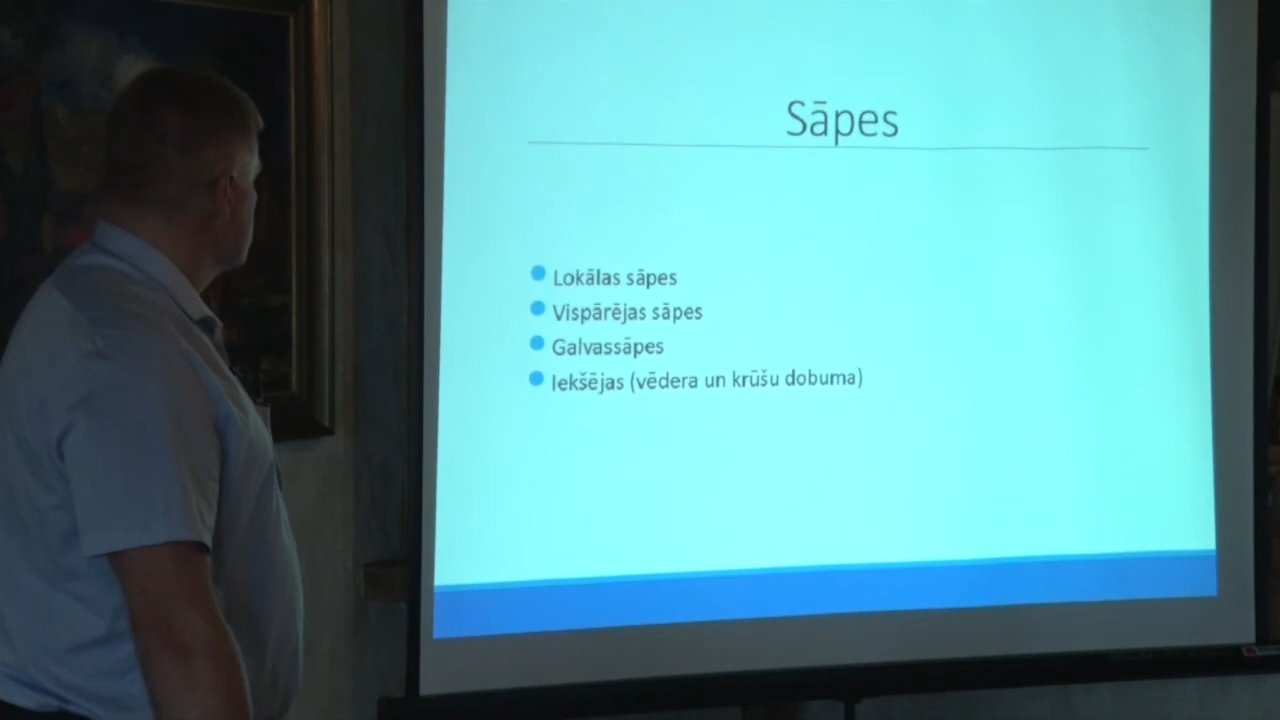 Sāpes
Lokālas sāpes
Vispārējas sāpes
Galvassāpes
Iekšējas (vēdera un krūšu dobuma)